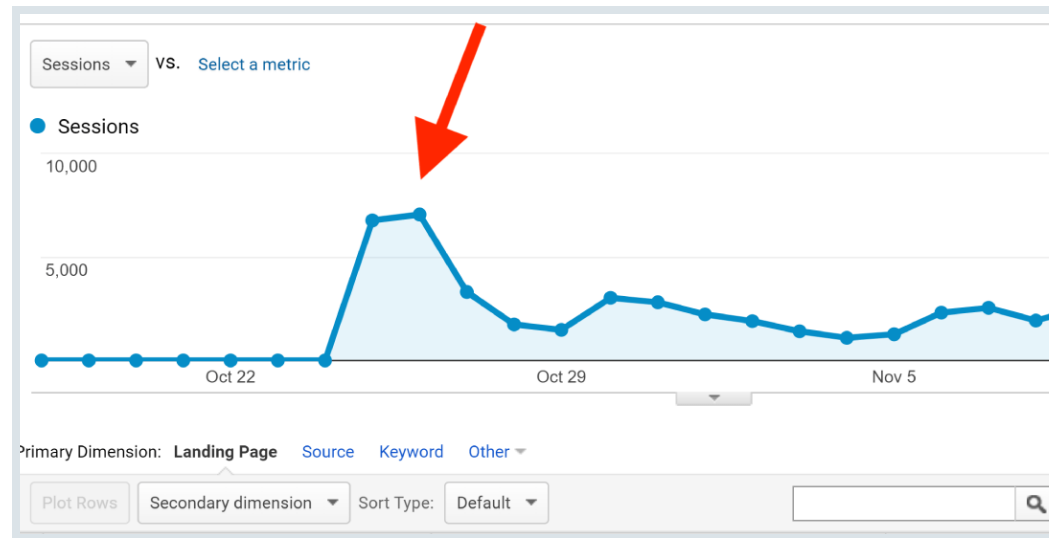 Sessions VS. Select a metric
Sessions
10,000
5,000
Oct 22 Oct 29 Nov 5
Primary Dimension: Landing Page Source Keyword Other
Plot Rows Secondary dimension Sort Type: Default